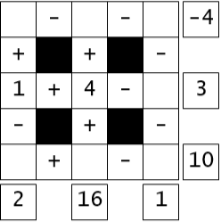 - - -4
+ + -
1 + 4 - 3
- + -
+ - 10
2 16 1